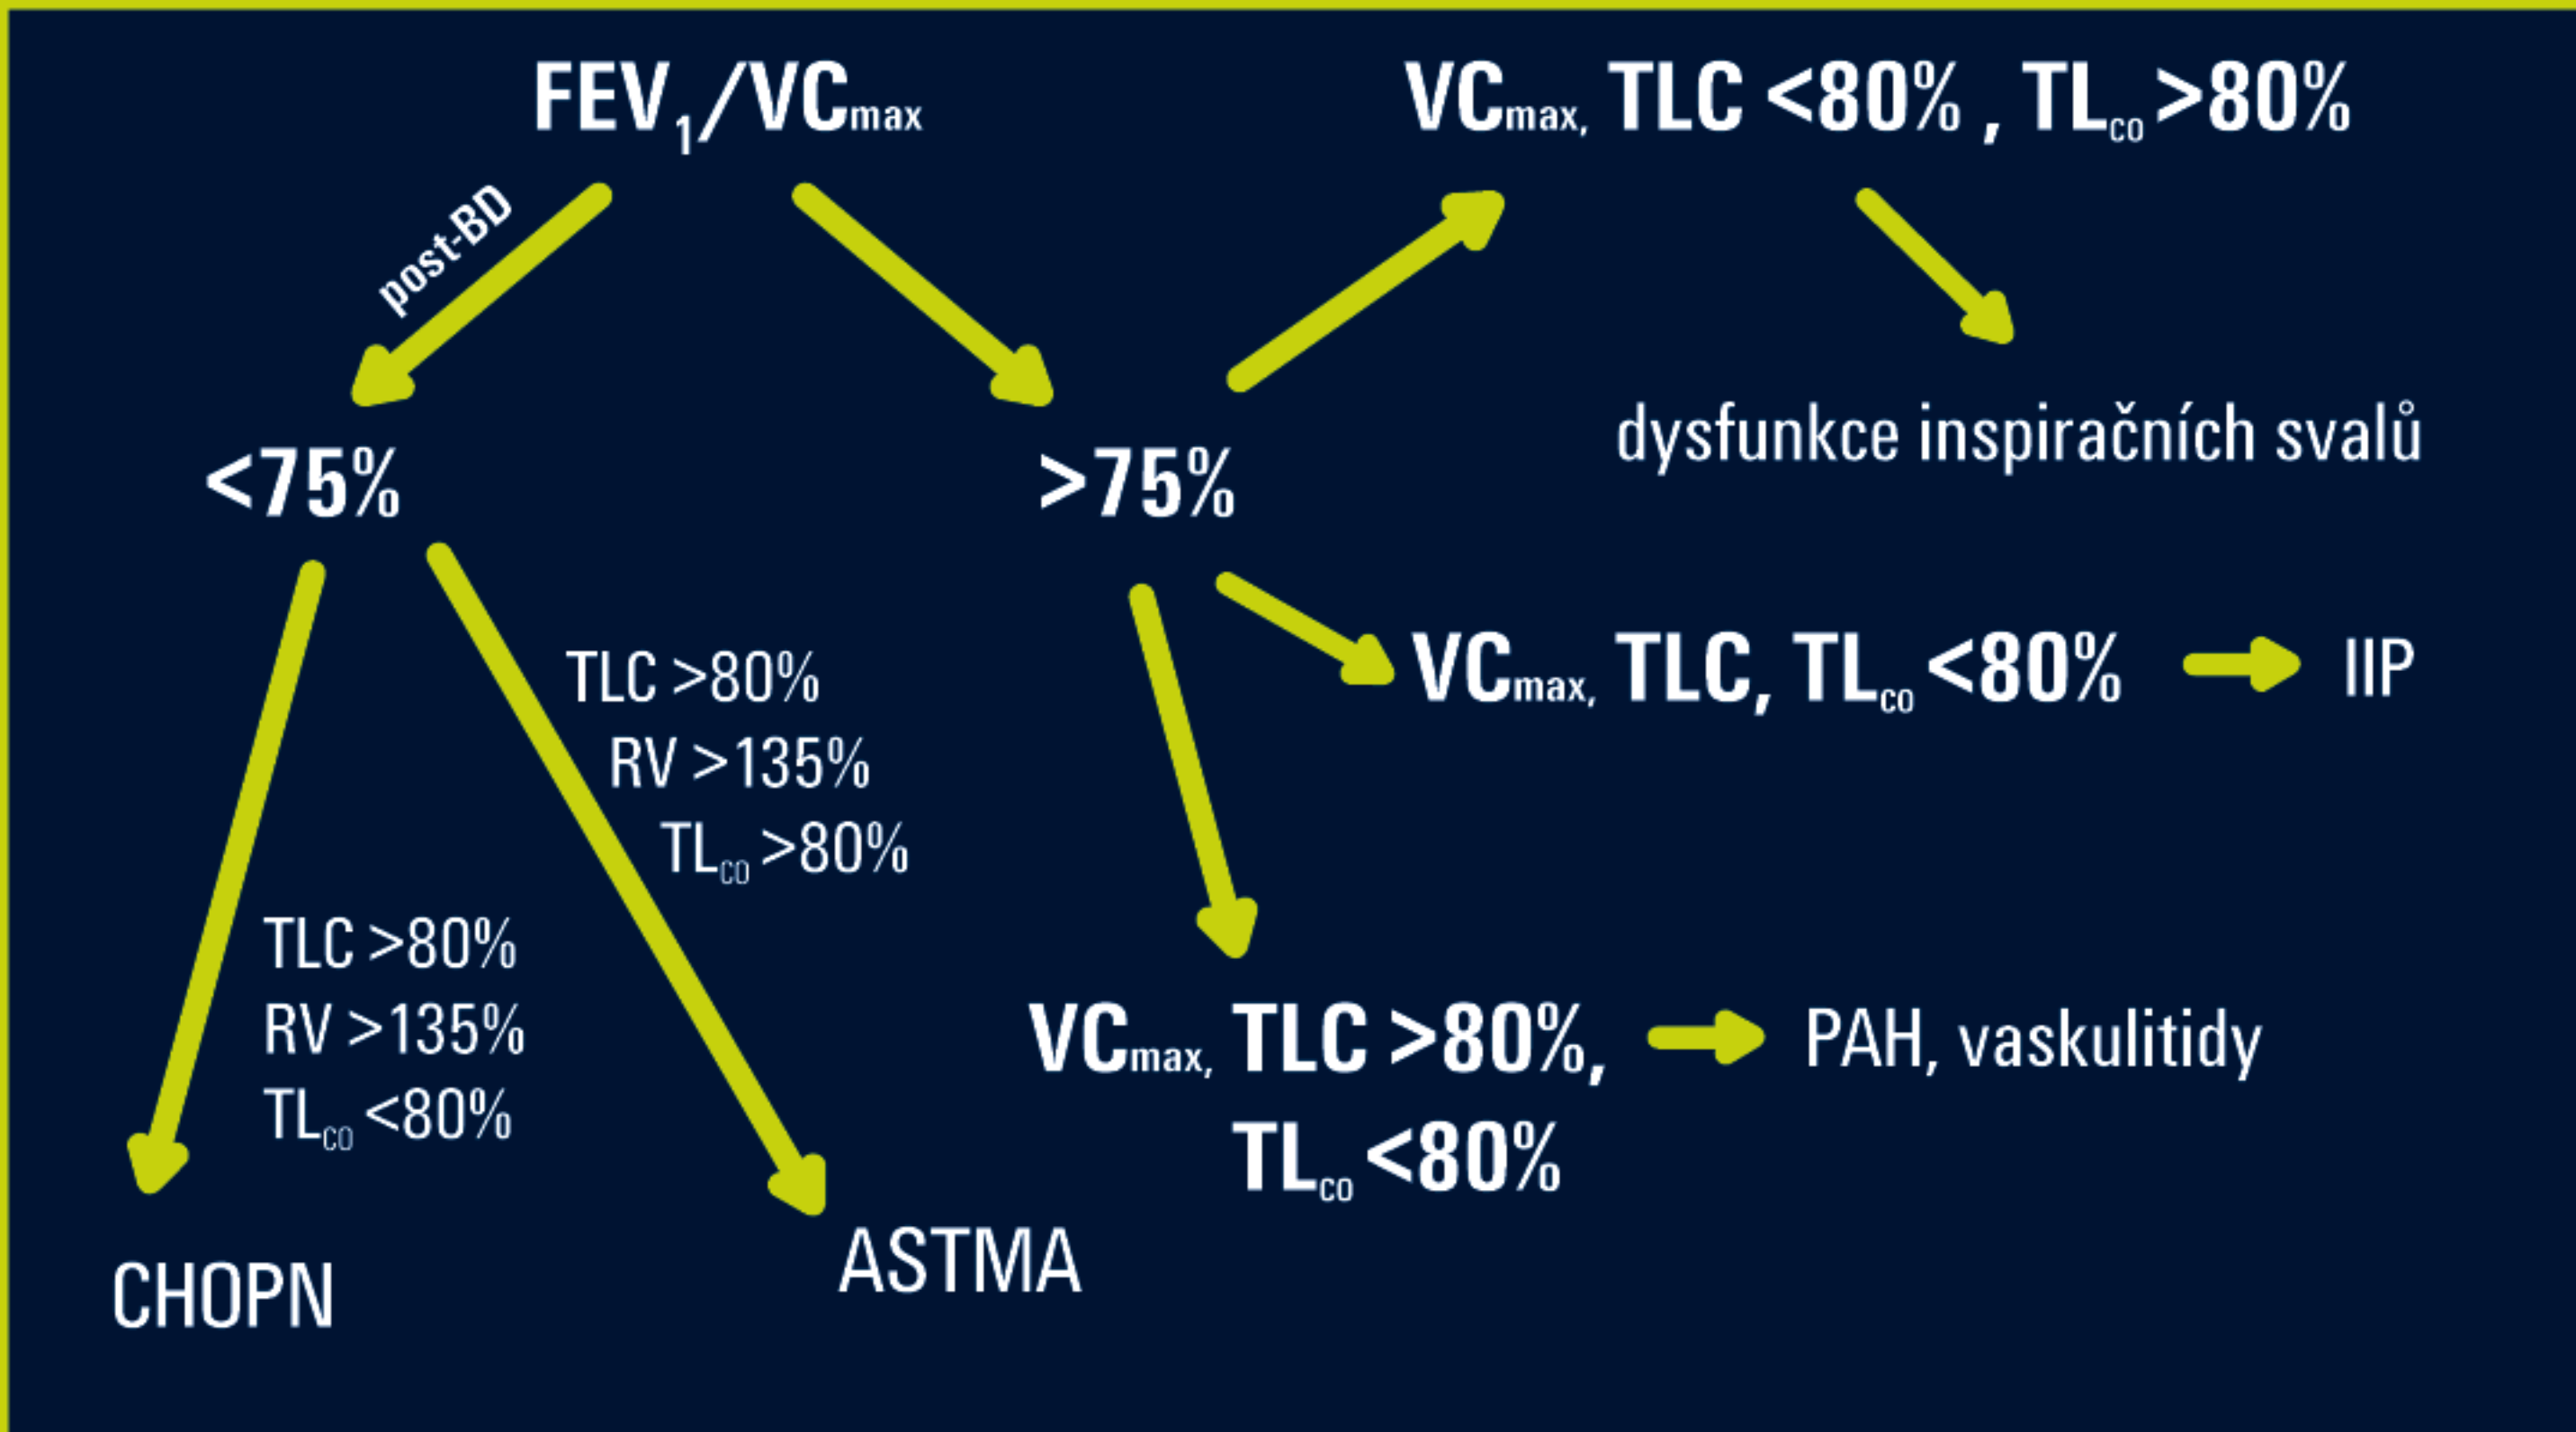 FEV₁/VCmax
VCmax, TLC <80% , TLco >80%
post-BD
dysfunkce inspiračních svalů
<75%
>75%
TLC >80%
RV >135%
TLCO >80%
VCmax, TLC, TLco <80%
IIP
TLC >80%
RV >135%
TLCO <80%
VCmax, TLC >80%,
TLco <80%
PAH, vaskulitidy
CHOPN
ASTMA